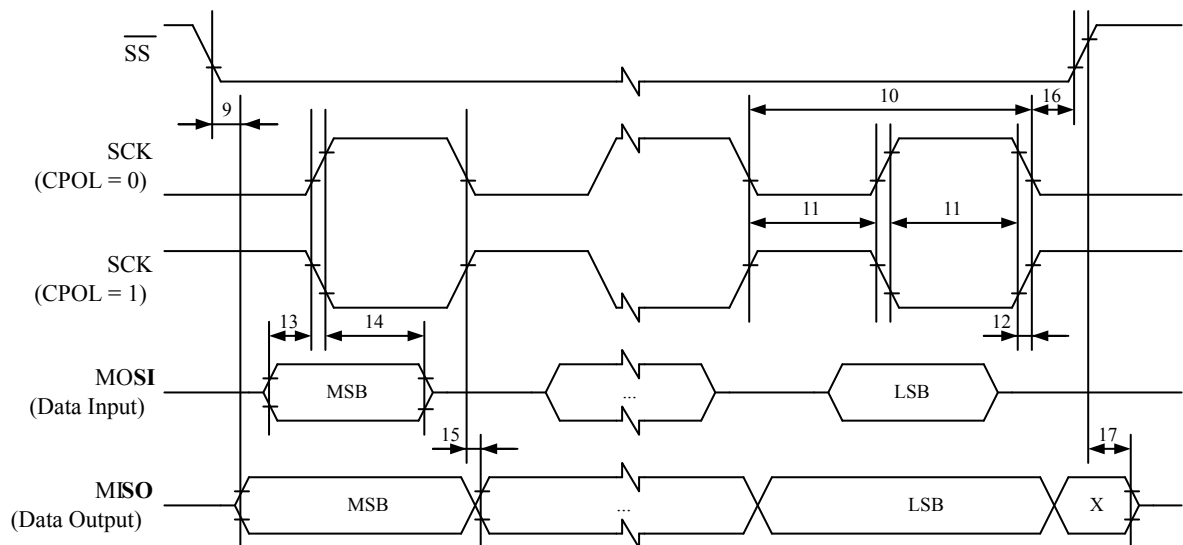 SS
9
10
16
SCK
(CPOL = 0)
11
11
SCK
(CPOL = 1)
13
14
12
MOSI
(Data Input)
MSB
...
LSB
15
17
MISO
(Data Output)
MSB
...
LSB
X